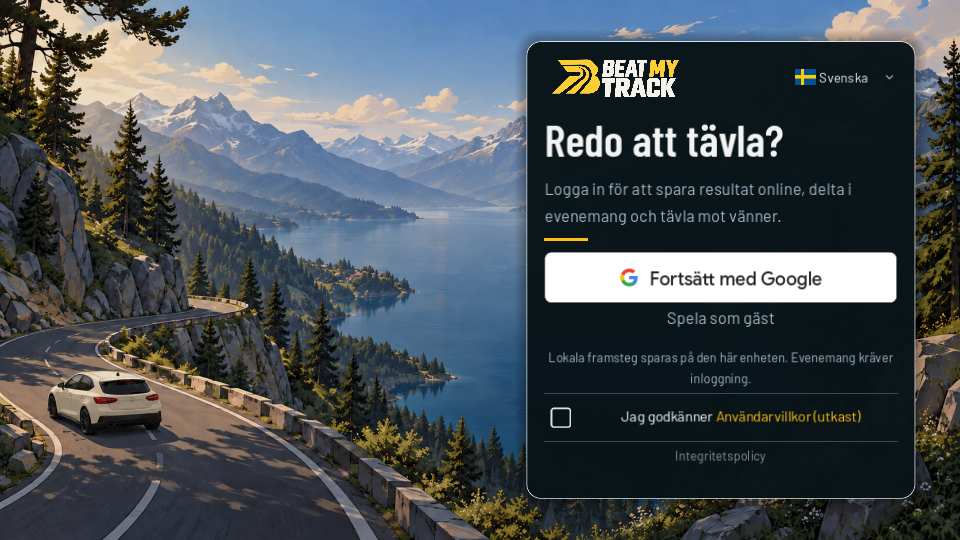 BEAT MY
TRACK
Svenska
Redo att tävla?
Logga in för att spara resultat online, delta i
evenemang och tävla mot vänner.
Fortsätt med Google
Spela som gäst
Lokala framsteg sparas på den här enheten. Evenemang kräver
inloggning.
Jag godkänner Användarvillkor (utkast)
Integritetspolicy